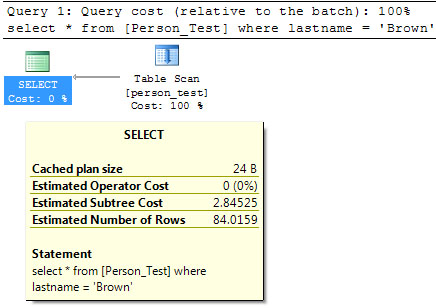 Query 1: Query cost (relative to the batch): 100%
select * from [Person_Test] where lastname = 'Brown'
SELECT
Cost: 0 %
Table Scan
[person_test]
Cost: 100 %
SELECT
Cached plan size 24 B
Estimated Operator Cost 0 (0%)
Estimated Subtree Cost 2.84525
Estimated Number of Rows 84.0159
Statement
select * from [Person_Test] where
lastname = 'Brown'